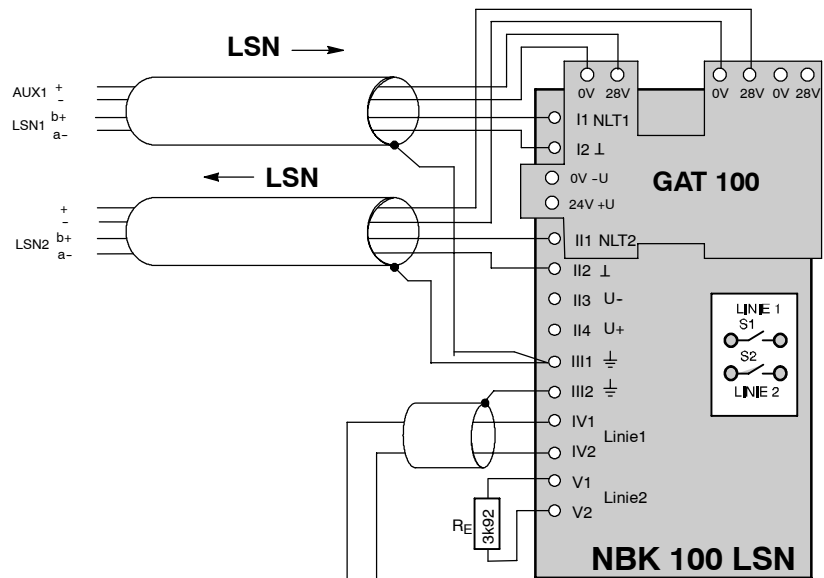 LSN
AUX1 +
-
LSN1 b+
a-
0V 28V
0V 28V 0V 28V
I1 NLT1
I2 ⊥
0V -U
24V +U
GAT 100
LSN
+
-
LSN2 b+
a-
II1 NLT2
II2 ⊥
II3 U-
II4 U+
III1
III2
IV1
Linie1
IV2
V1
Linie2
V2
LINIE 1
S1
S2
LINIE 2
RE
3k92
NBK 100 LSN